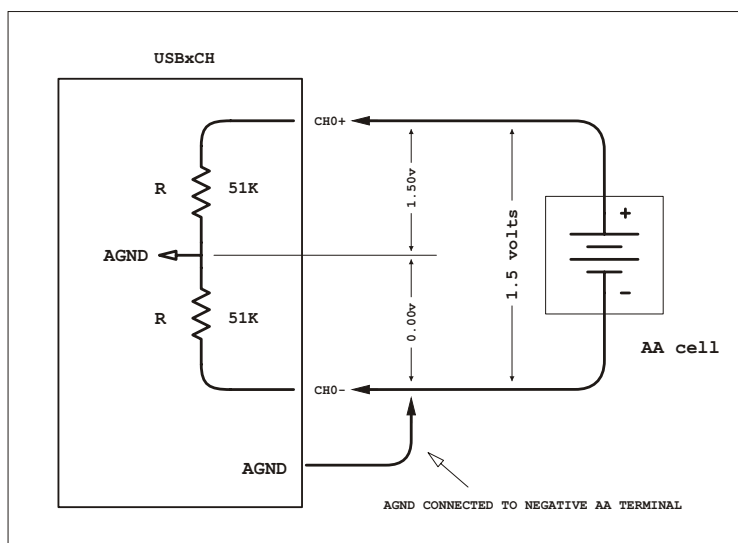 USBxCH
CH0+
R 51K
1.50v
1.5 volts
+
AGND
R 51K
0.00v
–
AA cell
CH0-
AGND
AGND CONNECTED TO NEGATIVE AA TERMINAL